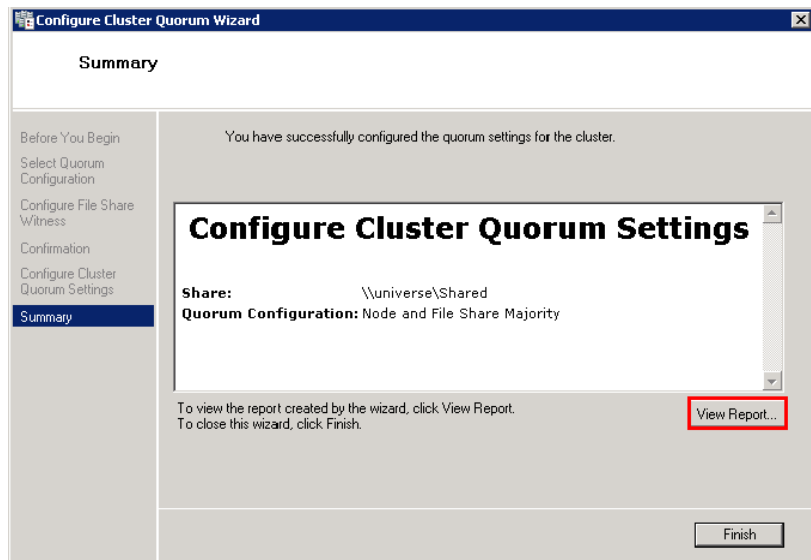 Configure Cluster Quorum Wizard
Summary
Before You Begin
Select Quorum
Configuration
Configure File Share
Witness
Confirmation
Configure Cluster
Quorum Settings
Summary
You have successfully configured the quorum settings for the cluster.
Configure Cluster Quorum Settings
Share: \\universe\Shared
Quorum Configuration: Node and File Share Majority
To view the report created by the wizard, click View Report.
To close this wizard, click Finish.
View Report...
Finish